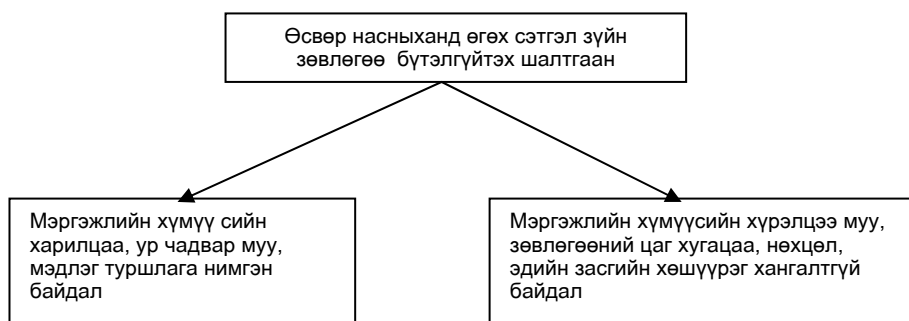 Өсвөр насныханд өгөх сэтгэл зүйн
зөвлөгөө бүтэлгүйтэх шалтгаан
Мэргэжлийн хүмүү сийн
харилцаа, ур чадвар муу,
мэдлэг туршлага нимгэн
байдал
Мэргэжлийн хүмүүсийн хүрэлцээ муу,
зөвлөгөөний цаг хугацаа, нөхцөл,
эдийн засгийн хөшүүрэг хангалтгүй
байдал